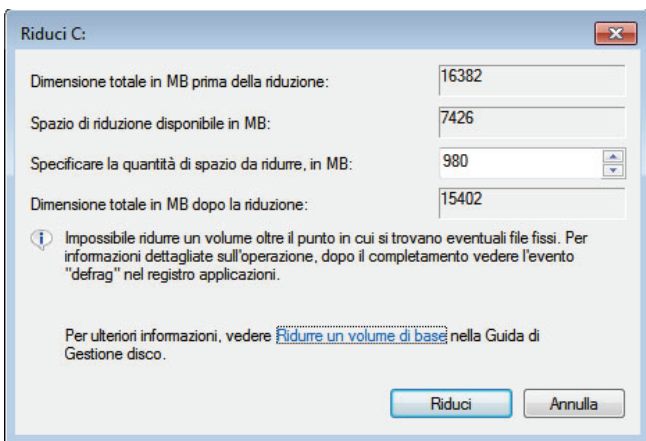 Riduci C:
Dimensione totale in MB prima della riduzione:
16382
Spazio di riduzione disponibile in MB:
7426
Specificare la quantità di spazio da ridurre, in MB:
980
Dimensione totale in MB dopo la riduzione:
15402
Impossibile ridurre un volume oltre il punto in cui si trovano eventuali file fissi. Per
informazioni dettagliate sull'operazione, dopo il completamento vedere l'evento
"defrag" nel registro applicazioni.
Per ulteriori informazioni, vedere Ridurre un volume di base nella Guida di
Gestione disco.
Riduci
Annulla